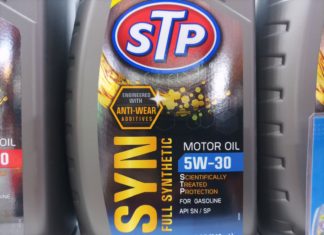 STP
ENGINEERED
WITH
ANTI-WEAR
ADDITIVES
SYN
FULL SYNTHETIC
MOTOR OIL
5W-30
SCIENTIFICALLY
TREATED
PROTECTION
FOR GASOLINE
API SN / SP
OIL
0